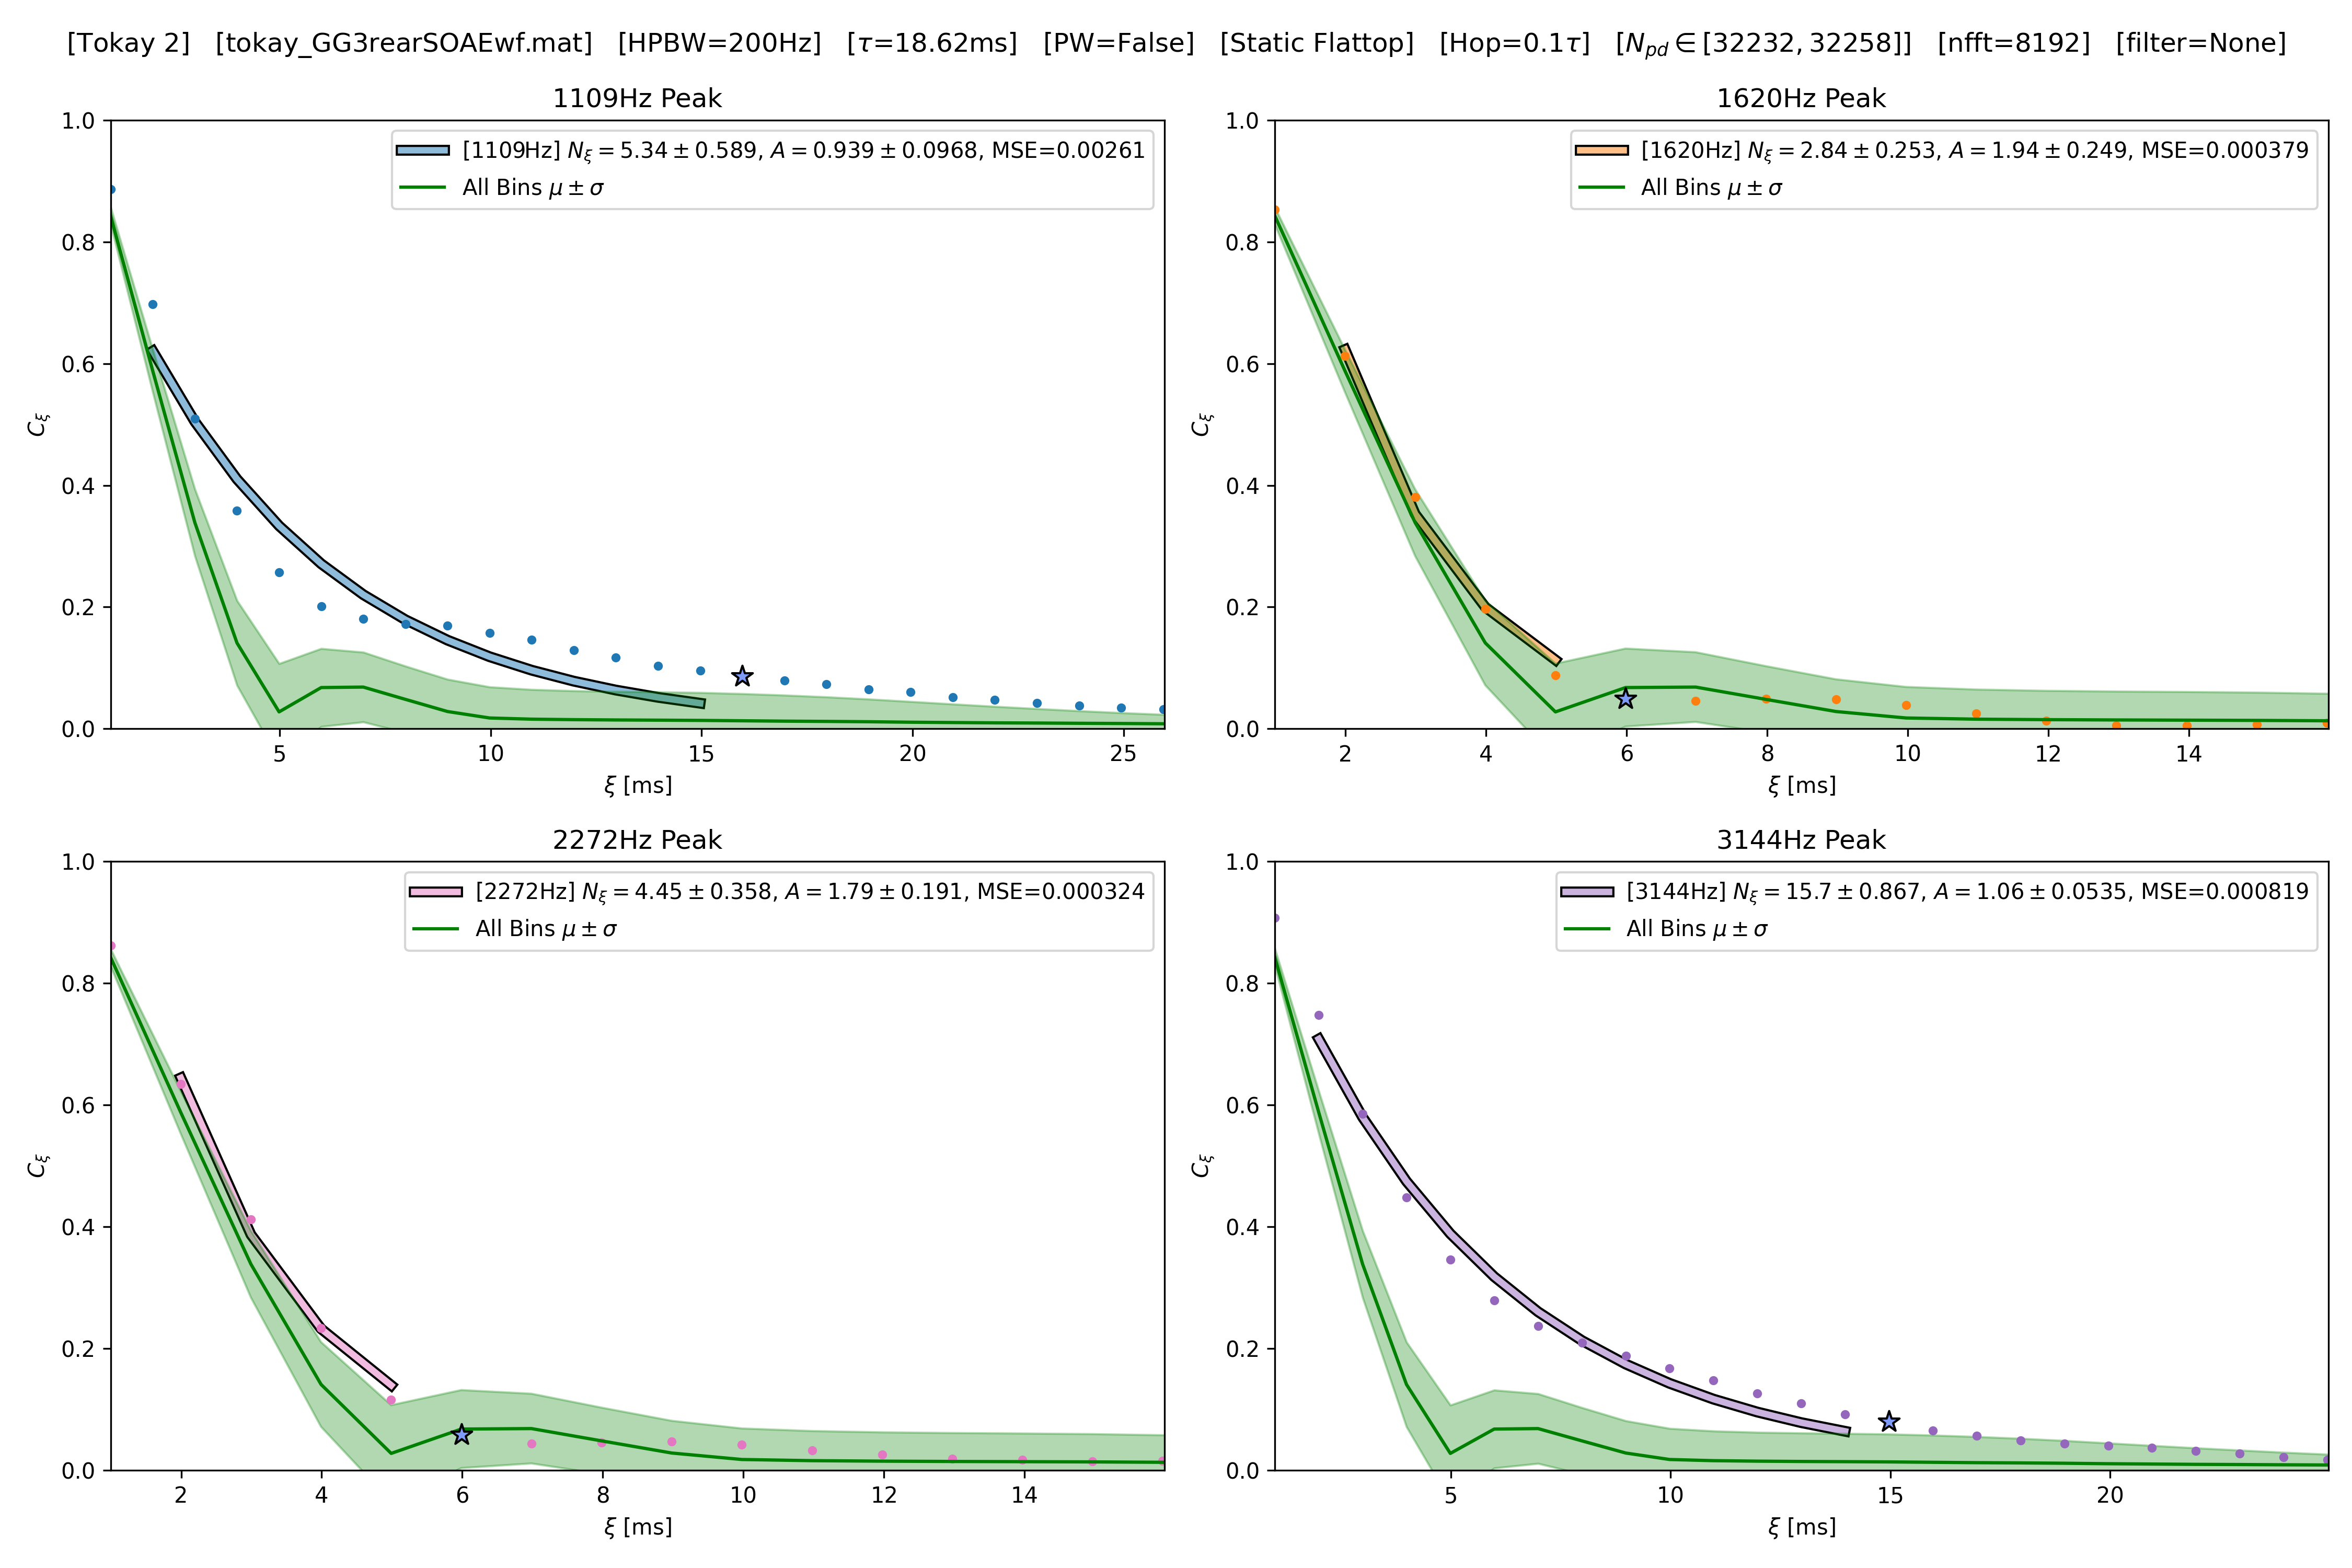 [Tokay 2] [tokay_GG3rearSOAEwf.mat] [HPBW=200Hz] [τ=18.62ms] [PW=False] [Static Flattop] [Hop=0.1τ] [N_{pd} ∈ [32232, 32258]] [nfft=8192] [filter=None]
1109Hz Peak
1.0
0.8
0.6
0.4
0.2
0.0
C_ξ
[1109Hz] N_ξ = 5.34 ± 0.589, A = 0.939 ± 0.0968, MSE=0.00261
All Bins μ ± σ
5 10 15 20 25
ξ [ms]
1620Hz Peak
1.0
0.8
0.6
0.4
0.2
0.0
C_ξ
[1620Hz] N_ξ = 2.84 ± 0.253, A = 1.94 ± 0.249, MSE=0.000379
All Bins μ ± σ
2 4 6 8 10 12 14
ξ [ms]
2272Hz Peak
1.0
0.8
0.6
0.4
0.2
0.0
C_ξ
[2272Hz] N_ξ = 4.45 ± 0.358, A = 1.79 ± 0.191, MSE=0.000324
All Bins μ ± σ
2 4 6 8 10 12 14
ξ [ms]
3144Hz Peak
1.0
0.8
0.6
0.4
0.2
0.0
C_ξ
[3144Hz] N_ξ = 15.7 ± 0.867, A = 1.06 ± 0.0535, MSE=0.000819
All Bins μ ± σ
5 10 15 20
ξ [ms]